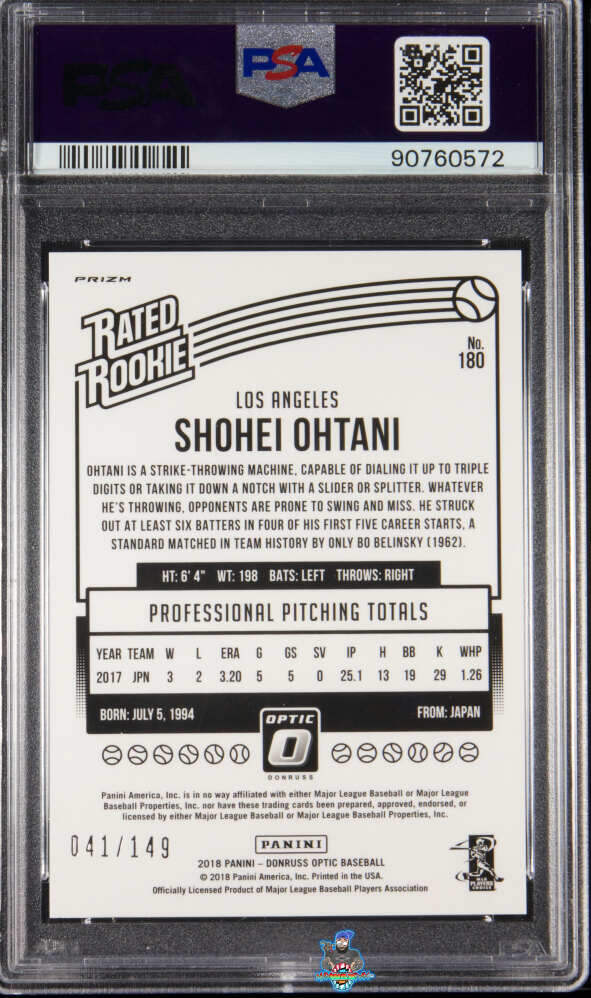 PSA
PSA
90760572
PRIZM
RATED
ROOKIE
No.
180
LOS ANGELES
SHOHEI OHTANI
OHTANI IS A STRIKE-THROWING MACHINE, CAPABLE OF DIALING IT UP TO TRIPLE
DIGITS OR TAKING IT DOWN A NOTCH WITH A SLIDER OR SPLITTER. WHATEVER
HE'S THROWING, OPPONENTS ARE PRONE TO SWING AND MISS. HE STRUCK
OUT AT LEAST SIX BATTERS IN FOUR OF HIS FIRST FIVE CAREER STARTS, A
STANDARD MATCHED IN TEAM HISTORY BY ONLY BO BELINSKY (1962).
HT: 6' 4" WT: 198 BATS: LEFT THROWS: RIGHT
PROFESSIONAL PITCHING TOTALS
YEAR TEAM W L ERA G GS SV IP H BB K WHP
2017 JPN 3 2 3.20 5 5 0 25.1 13 19 29 1.26
BORN: JULY 5, 1994 FROM: JAPAN
OPTIC
DONRUSS
Panini America, Inc. is in no way affiliated with either Major League Baseball or Major League
Baseball Properties, Inc. nor have these trading cards been prepared, approved, endorsed, or
licensed by either Major League Baseball or Major League Baseball Properties, Inc.
041/149
PANINI
2018 PANINI – DONRUSS OPTIC BASEBALL
© 2018 Panini America, Inc. Printed in the USA.
Officially Licensed Product of Major League Baseball Players Association
MLB
PLAYERS
CHOICE
PSA